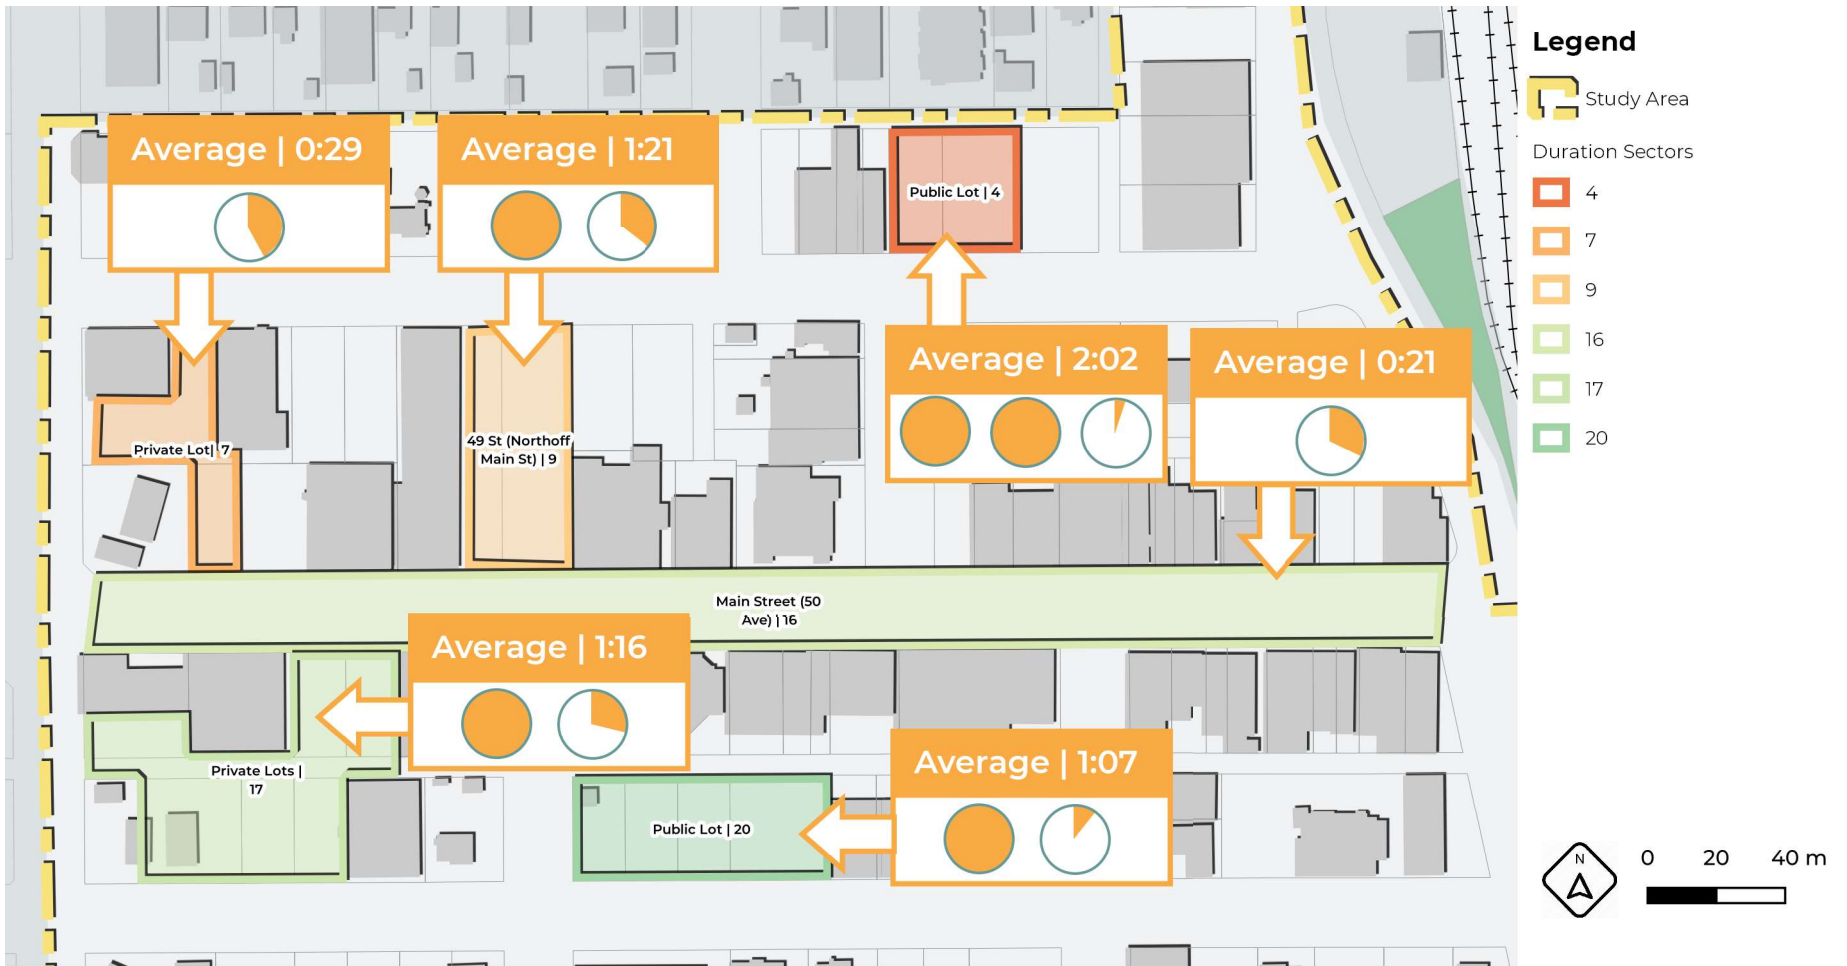 Average | 0:29
Average | 1:21
Public Lot | 4
Average | 2:02
Average | 0:21
Private Lot| 7
49 St (Northoff
Main St) | 9
Main Street (50
Ave) | 16
Average | 1:16
Private Lots |
17
Average | 1:07
Public Lot | 20
Legend
Study Area
Duration Sectors
4
7
9
16
17
20
N
0 20 40 m